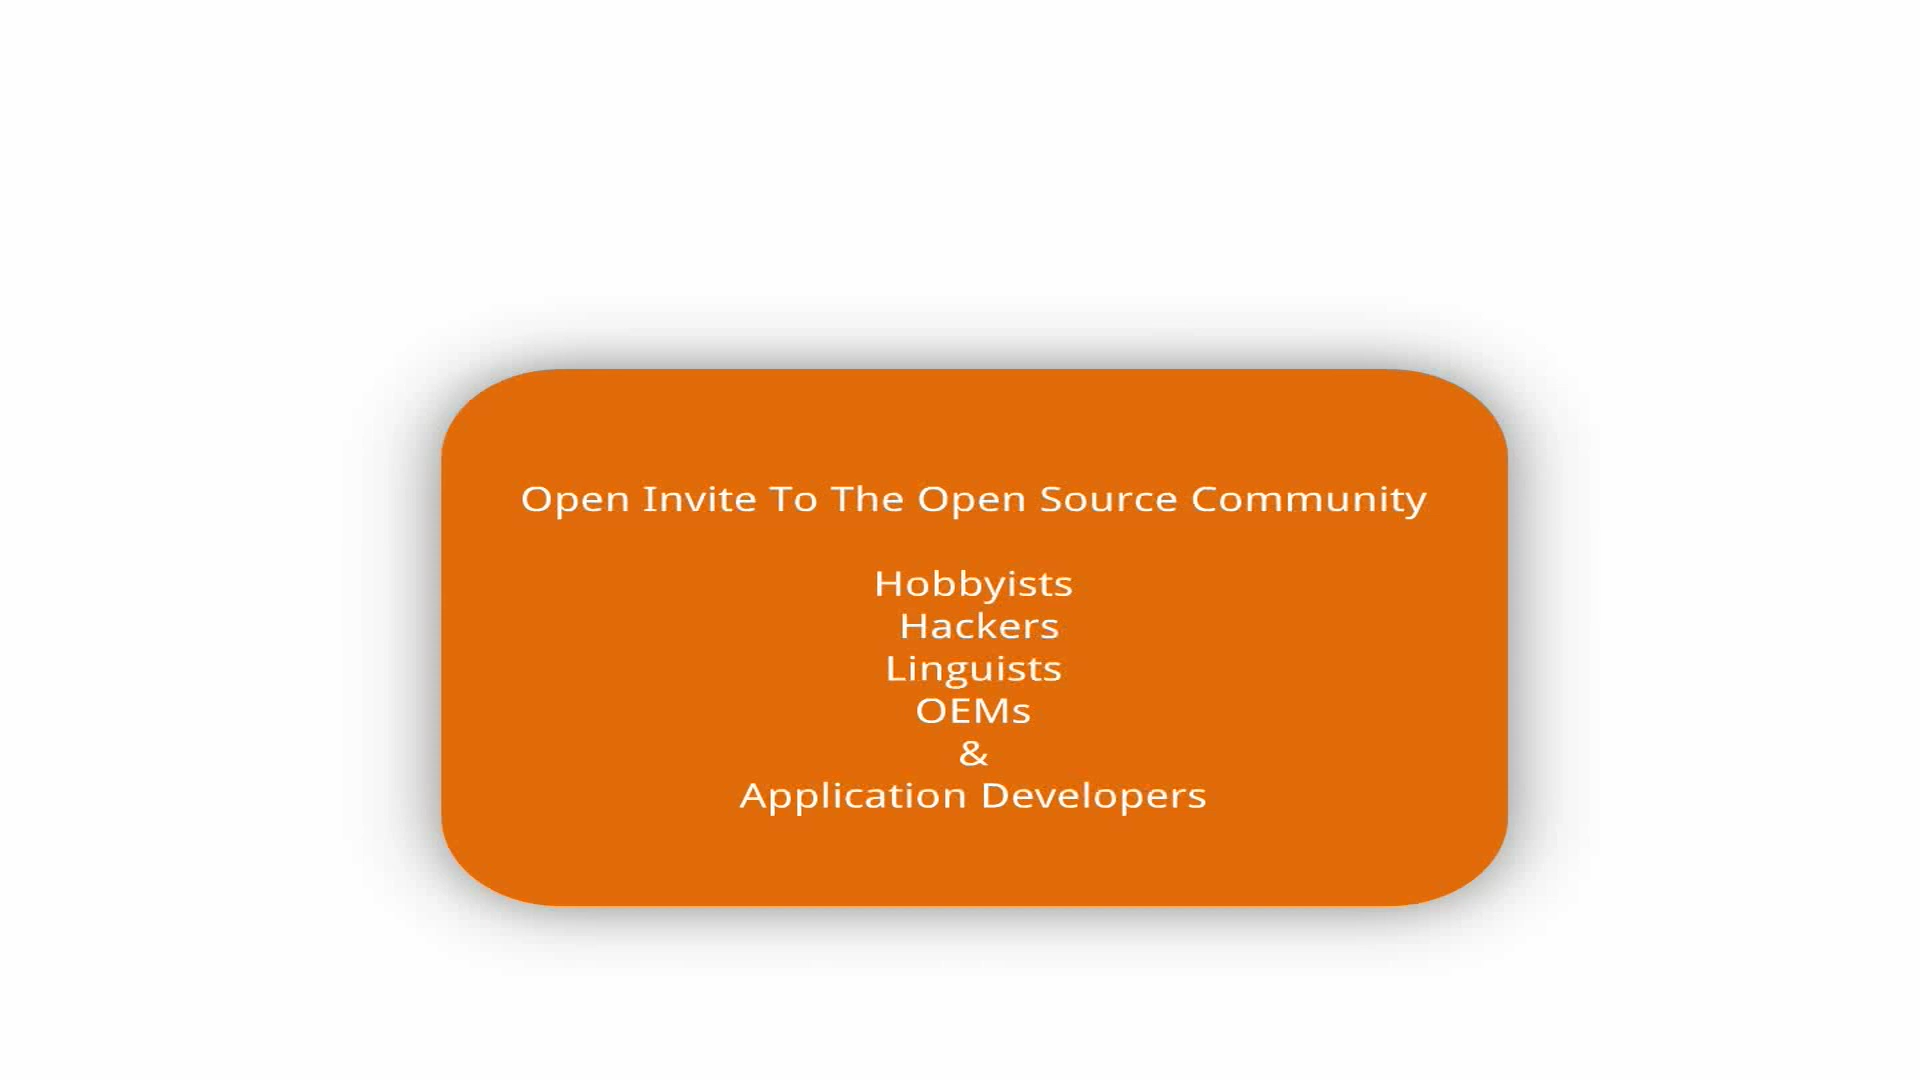 Open Invite To The Open Source Community
Hobbyists
Hackers
Linguists
OEMs
&
Application Developers